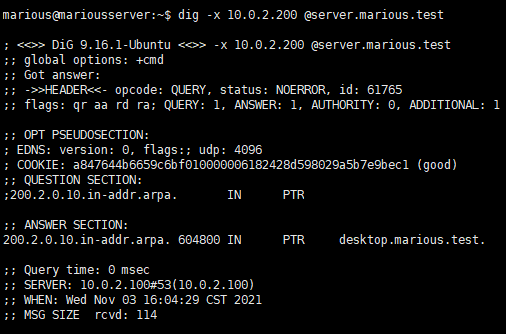 marious@mariousserver:~$ dig -x 10.0.2.200 @server.marious.test
; <<>> DiG 9.16.1-Ubuntu <<>> -x 10.0.2.200 @server.marious.test
;; global options: +cmd
;; Got answer:
;; ->>HEADER<<- opcode: QUERY, status: NOERROR, id: 61765
;; flags: qr aa rd ra; QUERY: 1, ANSWER: 1, AUTHORITY: 0, ADDITIONAL: 1
;; OPT PSEUDOSECTION:
; EDNS: version: 0, flags:; udp: 4096
; COOKIE: a847644b6659c6bf010000006182428d598029a5b7e9bec1 (good)
;; QUESTION SECTION:
;200.2.0.10.in-addr.arpa. IN PTR
;; ANSWER SECTION:
200.2.0.10.in-addr.arpa. 604800 IN PTR desktop.marious.test.
;; Query time: 0 msec
;; SERVER: 10.0.2.100#53(10.0.2.100)
;; WHEN: Wed Nov 03 16:04:29 CST 2021
;; MSG SIZE rcvd: 114